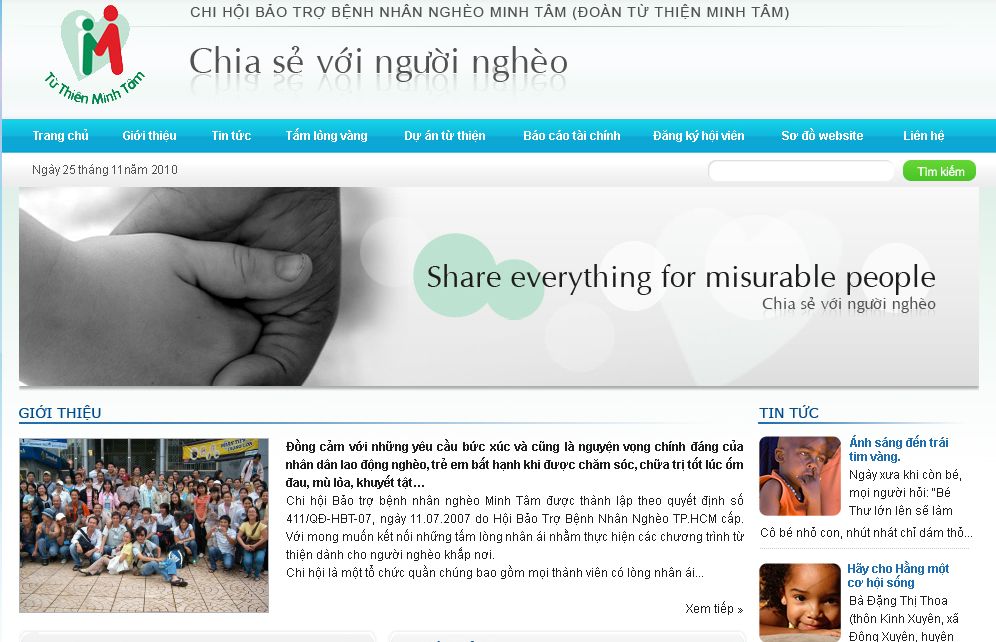 CHI HỘI BẢO TRỢ BỆNH NHÂN NGHÈO MINH TÂM (ĐOÀN TỪ THIỆN MINH TÂM)
Từ Thiện Minh Tâm
Chia sẻ với người nghèo
Trang chủ Giới thiệu Tin tức Tấm lòng vàng Dự án từ thiện Báo cáo tài chính Đăng ký hội viên Sơ đồ website Liên hệ
Ngày 25 tháng 11 năm 2010
Tìm kiếm
Share everything for misurable people
Chia sẻ với người nghèo
GIỚI THIỆU
Đồng cảm với những yêu cầu bức xúc và cũng là nguyện vọng chính đáng của
nhân dân lao động nghèo, trẻ em bất hạnh khi được chăm sóc, chữa trị tốt lúc ốm
đau, mù lòa, khuyết tật...
Chi hội Bảo trợ bệnh nhân nghèo Minh Tâm được thành lập theo quyết định số
411/QĐ-HBT-07, ngày 11.07.2007 do Hội Bảo Trợ Bệnh Nhân Nghèo TP.HCM cấp.
Với mong muốn kết nối những tấm lòng nhân ái nhằm thực hiện các chương trình từ
thiện dành cho người nghèo khắp nơi.
Chi hội là một tổ chức quần chúng bao gồm mọi thành viên có lòng nhân ái...
Xem tiếp »
TIN TỨC
Ánh sáng đến trái
tim vàng.
Ngày xưa khi còn bé,
mọi người hỏi: "Bé
Thư lớn lên sẽ làm
Cô bé nhỏ con, nhút nhát chỉ dám thỏ...
Hãy cho Hằng một
cơ hội sống
Bà Đặng Thị Thoa
(thôn Kinh Xuyên, xã
Đông Xuyên, huyện